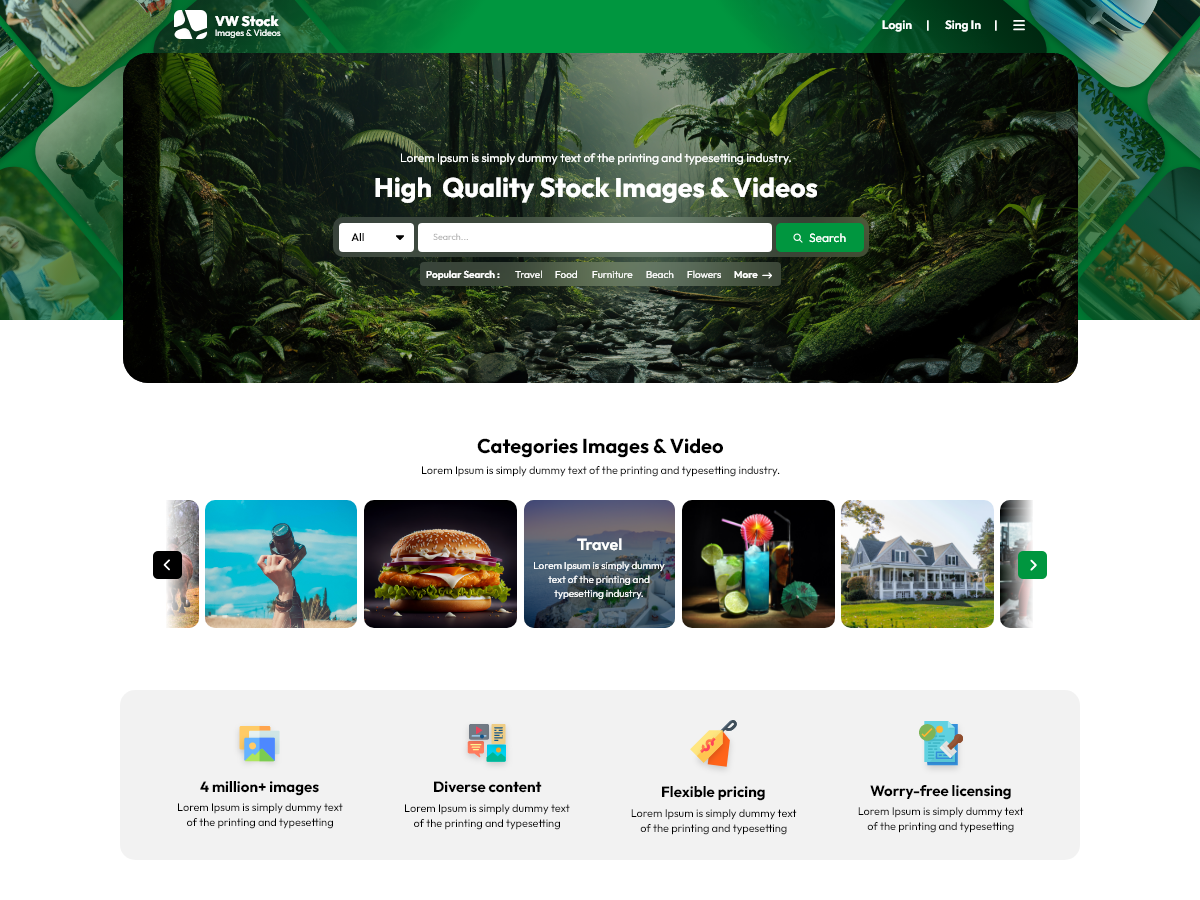 VW Stock
Images & Videos
Login | Sing In |
Lorem Ipsum is simply dummy text of the printing and typesetting industry.
High Quality Stock Images & Videos
All
Search...
Search
Popular Search : Travel Food Furniture Beach Flowers More →
Categories Images & Video
Lorem Ipsum is simply dummy text of the printing and typesetting industry.
Travel
Lorem Ipsum is simply dummy
text of the printing and
typesetting industry.
4 million+ images
Lorem Ipsum is simply dummy text
of the printing and typesetting
Diverse content
Lorem Ipsum is simply dummy text
of the printing and typesetting
Flexible pricing
Lorem Ipsum is simply dummy text
of the printing and typesetting
Worry-free licensing
Lorem Ipsum is simply dummy text
of the printing and typesetting